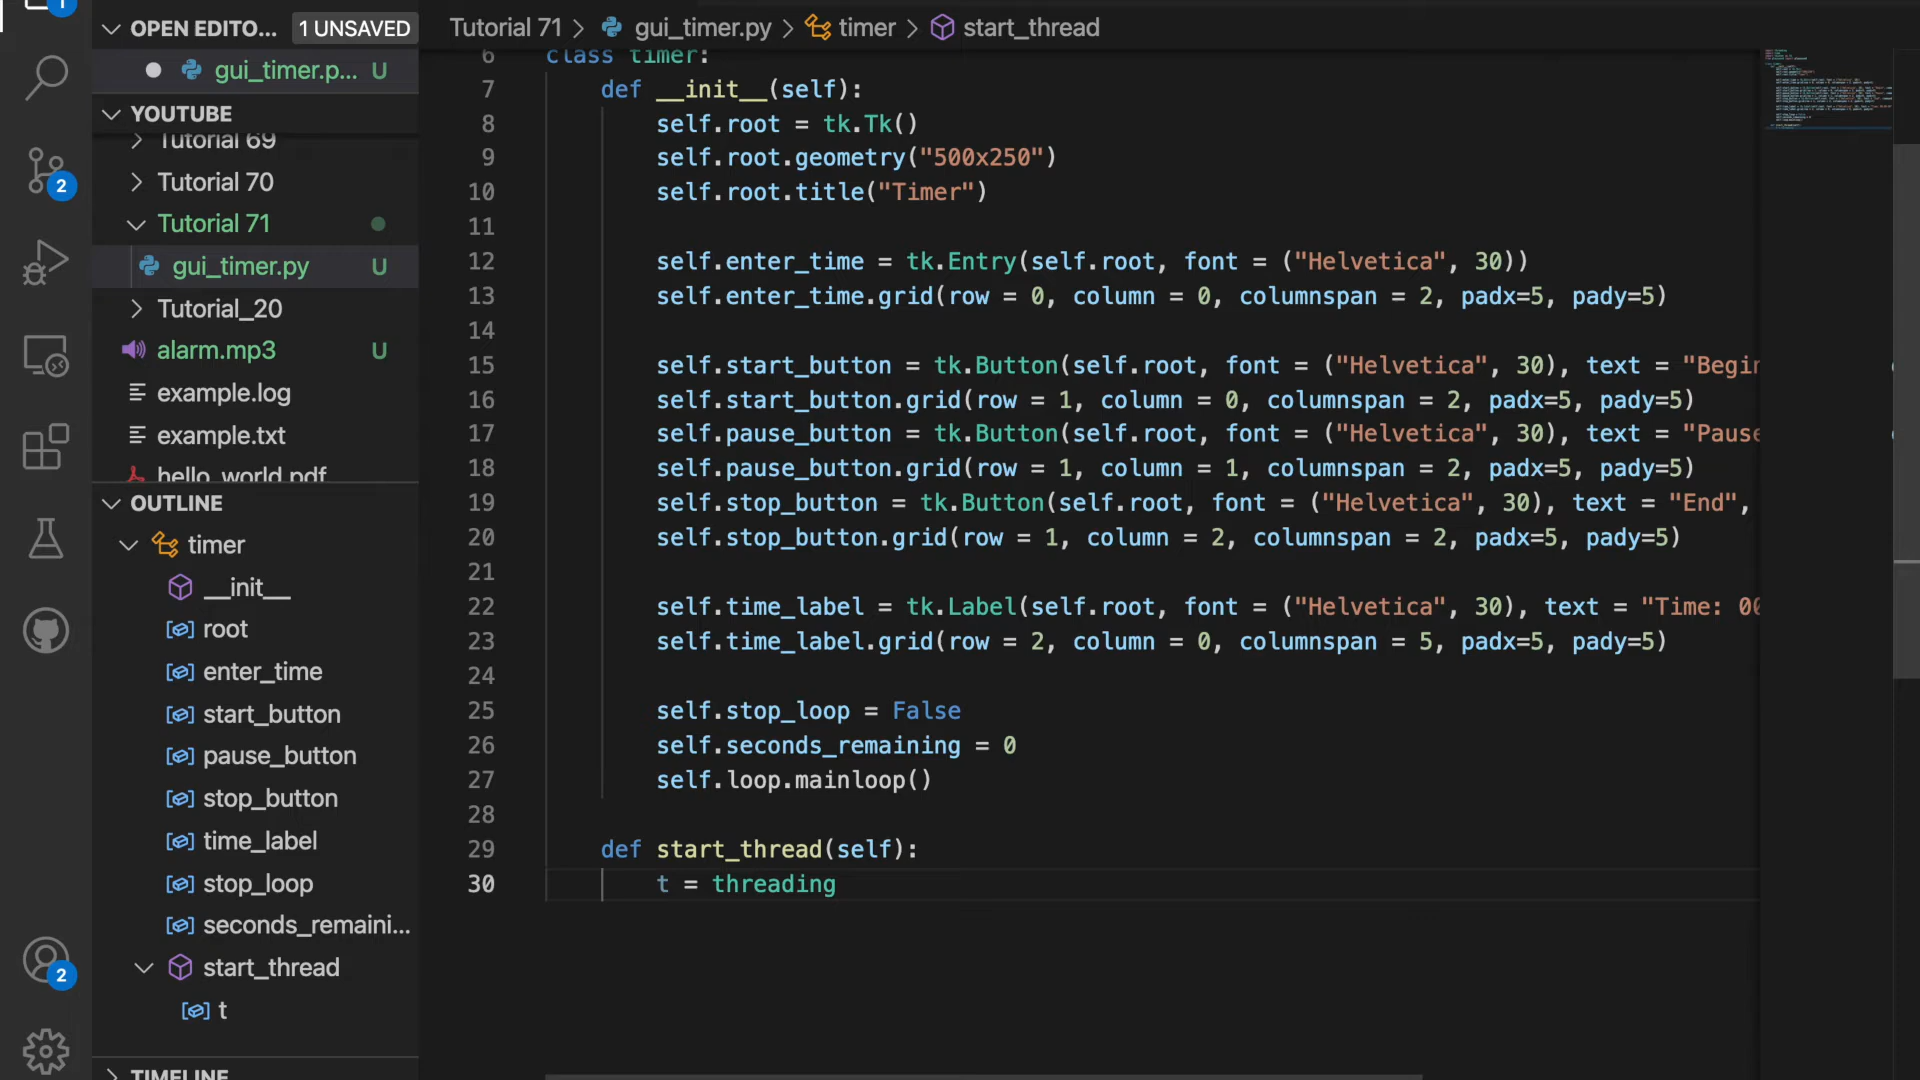 1
OPEN EDITO... 1 UNSAVED
gui_timer.p... U
YOUTUBE
Tutorial 69
Tutorial 70
Tutorial 71
gui_timer.py U
Tutorial_20
alarm.mp3 U
example.log
example.txt
hello_world.pdf
OUTLINE
timer
__init__
root
enter_time
start_button
pause_button
stop_button
time_label
stop_loop
seconds_remaini...
start_thread
t
TIMELINE
2
2
Tutorial 71 > gui_timer.py > timer > start_thread
6 class timer:
7 def __init__(self):
8 self.root = tk.Tk()
9 self.root.geometry("500x250")
10 self.root.title("Timer")
11
12 self.enter_time = tk.Entry(self.root, font = ("Helvetica", 30))
13 self.enter_time.grid(row = 0, column = 0, columnspan = 2, padx=5, pady=5)
14
15 self.start_button = tk.Button(self.root, font = ("Helvetica", 30), text = "Begin
16 self.start_button.grid(row = 1, column = 0, columnspan = 2, padx=5, pady=5)
17 self.pause_button = tk.Button(self.root, font = ("Helvetica", 30), text = "Pause
18 self.pause_button.grid(row = 1, column = 1, columnspan = 2, padx=5, pady=5)
19 self.stop_button = tk.Button(self.root, font = ("Helvetica", 30), text = "End",
20 self.stop_button.grid(row = 1, column = 2, columnspan = 2, padx=5, pady=5)
21
22 self.time_label = tk.Label(self.root, font = ("Helvetica", 30), text = "Time: 00
23 self.time_label.grid(row = 2, column = 0, columnspan = 5, padx=5, pady=5)
24
25 self.stop_loop = False
26 self.seconds_remaining = 0
27 self.loop.mainloop()
28
29 def start_thread(self):
30 t = threading